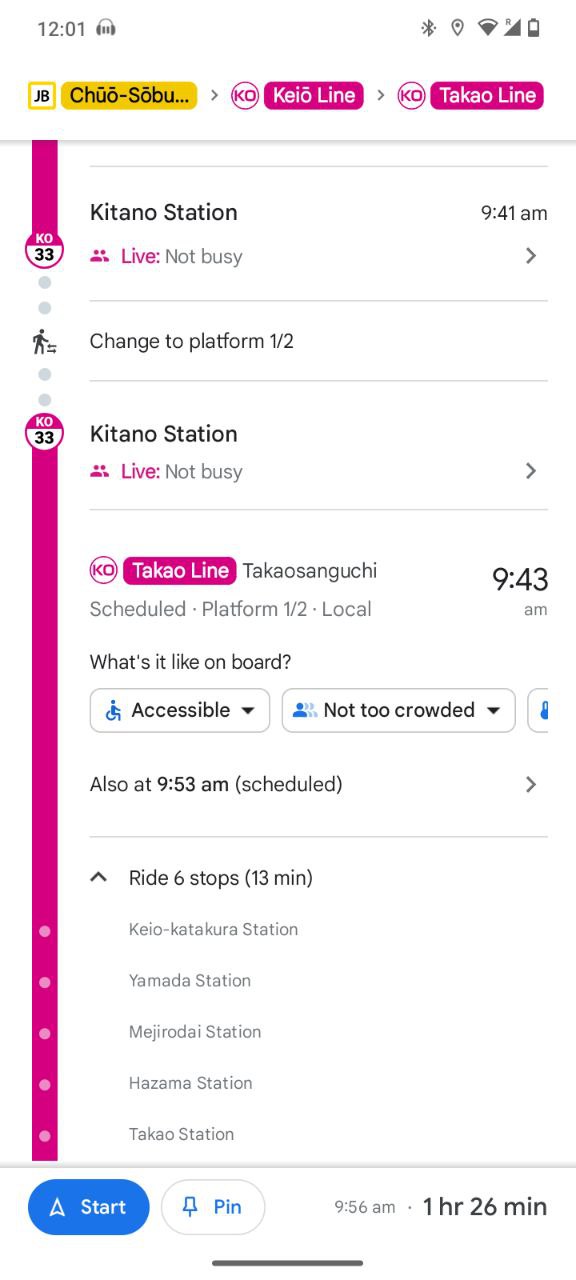 12:01
R
JB Chūō-Sōbu... > KO Keiō Line > KO Takao Line
Kitano Station 9:41 am
KO 33
Live: Not busy
Change to platform 1/2
KO 33
Kitano Station
Live: Not busy
KO Takao Line Takaosanguchi 9:43 am
Scheduled · Platform 1/2 · Local
What's it like on board?
Accessible Not too crowded
Also at 9:53 am (scheduled)
Ride 6 stops (13 min)
Keio-katakura Station
Yamada Station
Mejirodai Station
Hazama Station
Takao Station
Start Pin 9:56 am · 1 hr 26 min